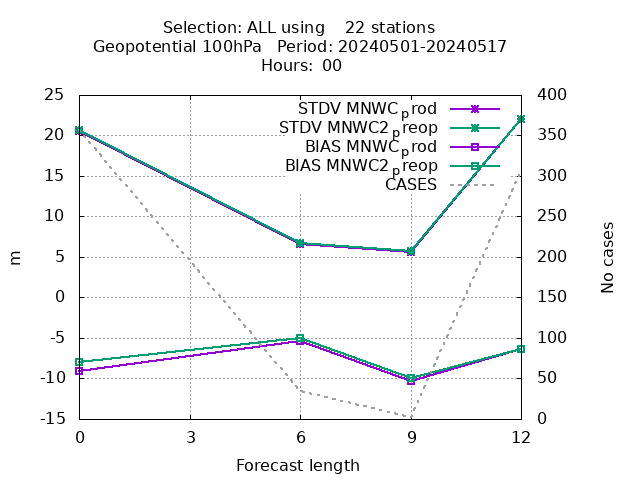 Selection: ALL using    22 stations
Geopotential 100hPa   Period: 20240501-20240517
Hours: 00
25 400
STDV MNWC_prod
20 350
STDV MNWC2_preop
BIAS MNWC_prod
BIAS MNWC2_preop
15 300
CASES
10 250
5 200
m
No cases
0 150
-5 100
-10 50
-15 0
0 3 6 9 12
Forecast length